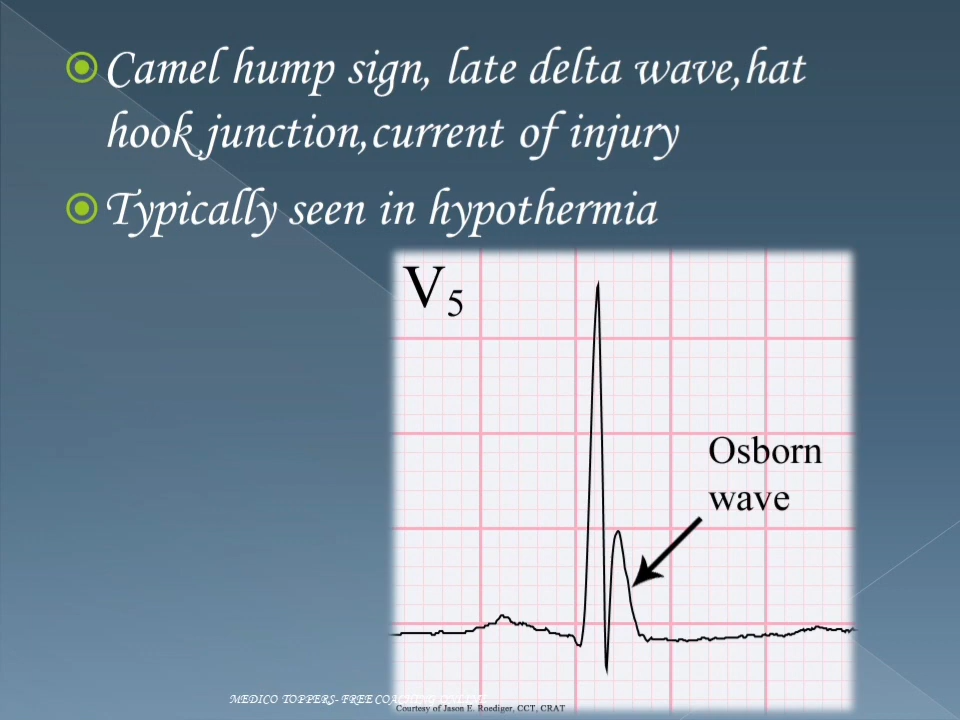 Camel hump sign, late delta wave,hat
hook junction,current of injury
Typically seen in hypothermia
V5
Osborn
wave
MEDICO TOPPERS- FREE
Courtesy of Jason E. Roediger, CCT, CRAT